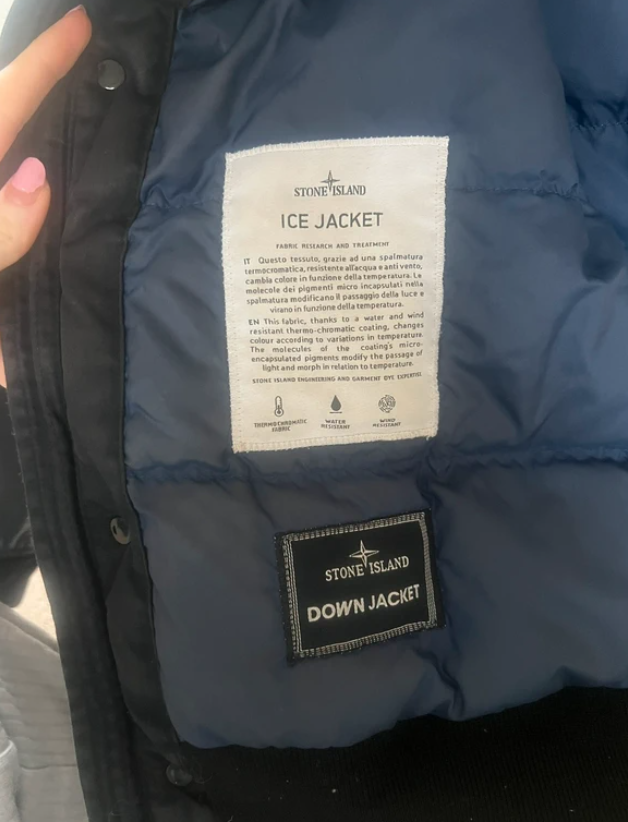 STONE ISLAND
ICE JACKET
FABRIC RESEARCH AND TREATMENT
IT Questo tessuto, grazie ad una spalmatura
termocromatica, resistente all'acqua e anti vento,
cambia colore in funzione della temperatura. Le
molecole dei pigmenti micro incapsulati nella
spalmatura modificano il passaggio della luce e
virano in funzione della temperatura.
EN This fabric, thanks to a water and wind
resistant thermo-chromatic coating, changes
colour according to variations in temperature.
The molecules of the coating's micro-
encapsulated pigments modify the passage of
light and morph in relation to temperature.
STONE ISLAND ENGINEERING AND GARMENT DYE EXPERTISE
THERMOCHROMATIC
FABRIC
WATER
RESISTANT
WIND
RESISTANT
STONE ISLAND
DOWN JACKET